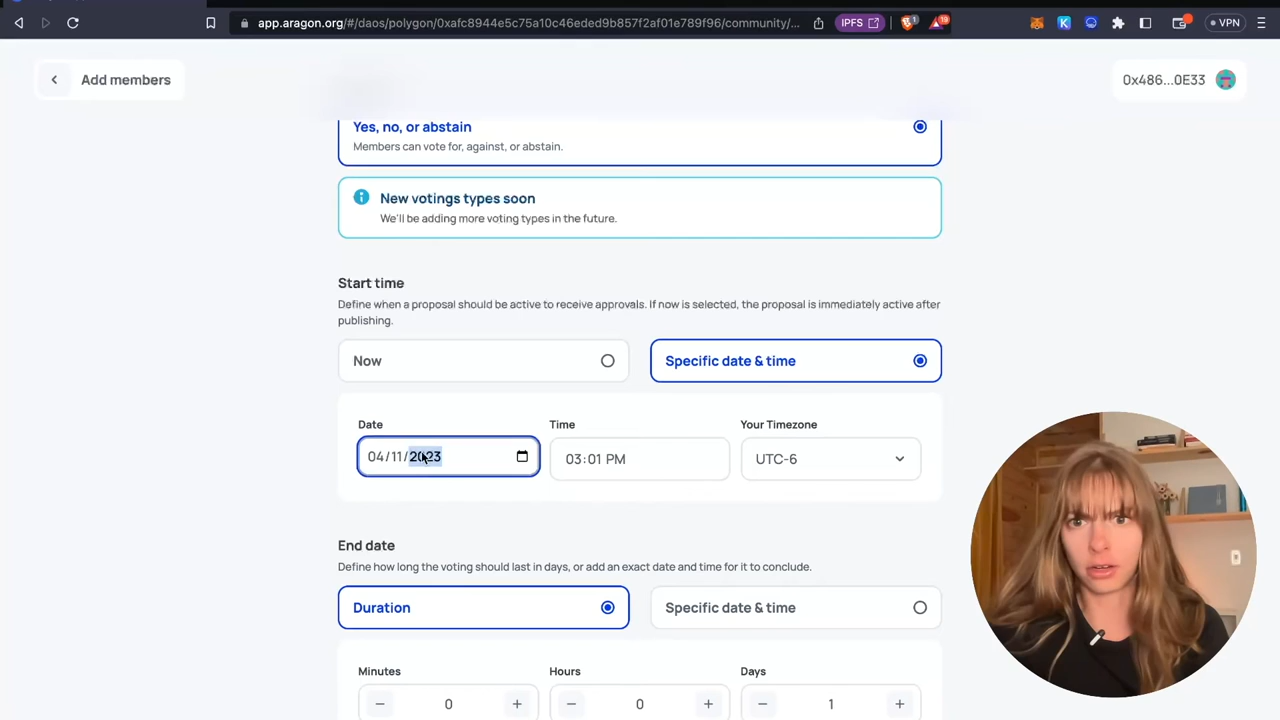 app.aragon.org/#/daos/polygon/0xafc8944e5c75a10c46eded9b857f2af01e789f96/community/...
IPFS
1
19
VPN
Add members
0x486...0E33
Yes, no, or abstain
Members can vote for, against, or abstain.
New votings types soon
We'll be adding more voting types in the future.
Start time
Define when a proposal should be active to receive approvals. If now is selected, the proposal is immediately active after
publishing.
Now
Specific date & time
Date
Time
Your Timezone
04/11/2023
03:01 PM
UTC-6
End date
Define how long the voting should last in days, or add an exact date and time for it to conclude.
Duration
Specific date & time
Minutes
Hours
Days
0
0
1